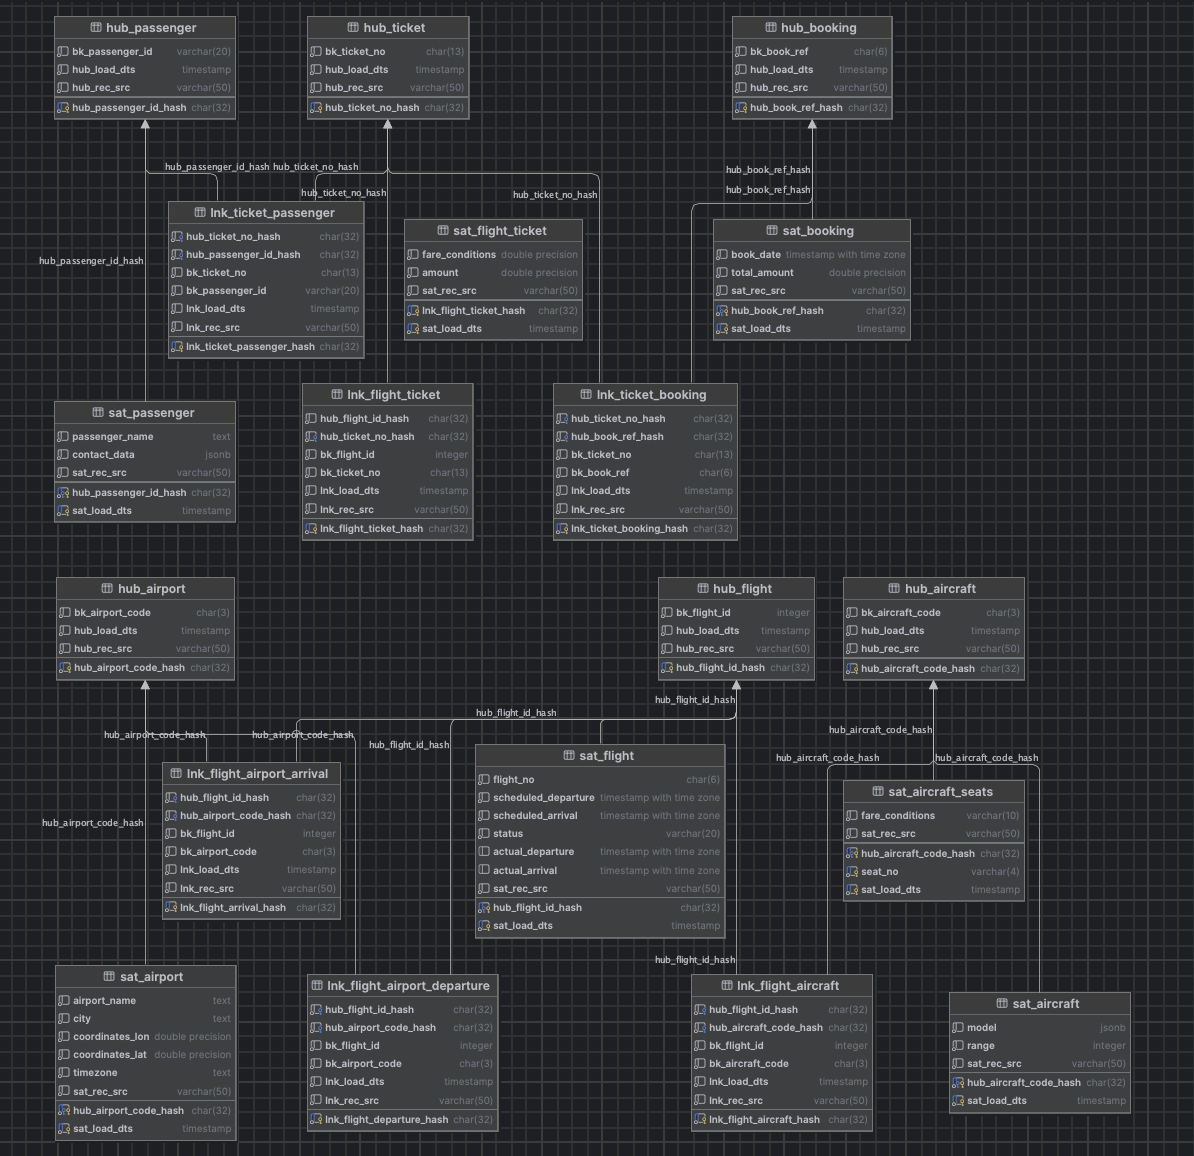 hub_passenger
bk_passenger_id varchar(20)
hub_load_dts timestamp
hub_rec_src varchar(50)
hub_passenger_id_hash char(32)
hub_ticket
bk_ticket_no char(13)
hub_load_dts timestamp
hub_rec_src varchar(50)
hub_ticket_no_hash char(32)
hub_booking
bk_book_ref char(6)
hub_load_dts timestamp
hub_rec_src varchar(50)
hub_book_ref_hash char(32)
hub_passenger_id_hash
hub_ticket_no_hash
hub_ticket_no_hash
hub_ticket_no_hash
hub_book_ref_hash
hub_book_ref_hash
hub_passenger_id_hash
lnk_ticket_passenger
hub_ticket_no_hash char(32)
hub_passenger_id_hash char(32)
bk_ticket_no char(13)
bk_passenger_id varchar(20)
lnk_load_dts timestamp
lnk_rec_src varchar(50)
lnk_ticket_passenger_hash char(32)
sat_flight_ticket
fare_conditions double precision
amount double precision
sat_rec_src varchar(50)
lnk_flight_ticket_hash char(32)
sat_load_dts timestamp
sat_booking
book_date timestamp with time zone
total_amount double precision
sat_rec_src varchar(50)
hub_book_ref_hash char(32)
sat_load_dts timestamp
sat_passenger
passenger_name text
contact_data jsonb
sat_rec_src varchar(50)
hub_passenger_id_hash char(32)
sat_load_dts timestamp
lnk_flight_ticket
hub_flight_id_hash char(32)
hub_ticket_no_hash char(32)
bk_flight_id integer
bk_ticket_no char(13)
lnk_load_dts timestamp
lnk_rec_src varchar(50)
lnk_flight_ticket_hash char(32)
lnk_ticket_booking
hub_ticket_no_hash char(32)
hub_book_ref_hash char(32)
bk_ticket_no char(13)
bk_book_ref char(6)
lnk_load_dts timestamp
lnk_rec_src varchar(50)
lnk_ticket_booking_hash char(32)
hub_airport
bk_airport_code char(3)
hub_load_dts timestamp
hub_rec_src varchar(50)
hub_airport_code_hash char(32)
hub_flight
bk_flight_id integer
hub_load_dts timestamp
hub_rec_src varchar(50)
hub_flight_id_hash char(32)
hub_aircraft
bk_aircraft_code char(3)
hub_load_dts timestamp
hub_rec_src varchar(50)
hub_aircraft_code_hash char(32)
hub_flight_id_hash
hub_flight_id_hash
hub_aircraft_code_hash
hub_airport_code_hash
hub_airport_code_hash
hub_flight_id_hash
hub_aircraft_code_hash
hub_aircraft_code_hash
hub_airport_code_hash
lnk_flight_airport_arrival
hub_flight_id_hash char(32)
hub_airport_code_hash char(32)
bk_flight_id integer
bk_airport_code char(3)
lnk_load_dts timestamp
lnk_rec_src varchar(50)
lnk_flight_arrival_hash char(32)
sat_flight
flight_no char(6)
scheduled_departure timestamp with time zone
scheduled_arrival timestamp with time zone
status varchar(20)
actual_departure timestamp with time zone
actual_arrival timestamp with time zone
sat_rec_src varchar(50)
hub_flight_id_hash char(32)
sat_load_dts timestamp
sat_aircraft_seats
fare_conditions varchar(10)
sat_rec_src varchar(50)
hub_aircraft_code_hash char(32)
seat_no varchar(4)
sat_load_dts timestamp
hub_flight_id_hash
sat_airport
airport_name text
city text
coordinates_lon double precision
coordinates_lat double precision
timezone text
sat_rec_src varchar(50)
hub_airport_code_hash char(32)
sat_load_dts timestamp
lnk_flight_airport_departure
hub_flight_id_hash char(32)
hub_airport_code_hash char(32)
bk_flight_id integer
bk_airport_code char(3)
lnk_load_dts timestamp
lnk_rec_src varchar(50)
lnk_flight_departure_hash char(32)
lnk_flight_aircraft
hub_flight_id_hash char(32)
hub_aircraft_code_hash char(32)
bk_flight_id integer
bk_aircraft_code char(3)
lnk_load_dts timestamp
lnk_rec_src varchar(50)
lnk_flight_aircraft_hash char(32)
sat_aircraft
model jsonb
range integer
sat_rec_src varchar(50)
hub_aircraft_code_hash char(32)
sat_load_dts timestamp